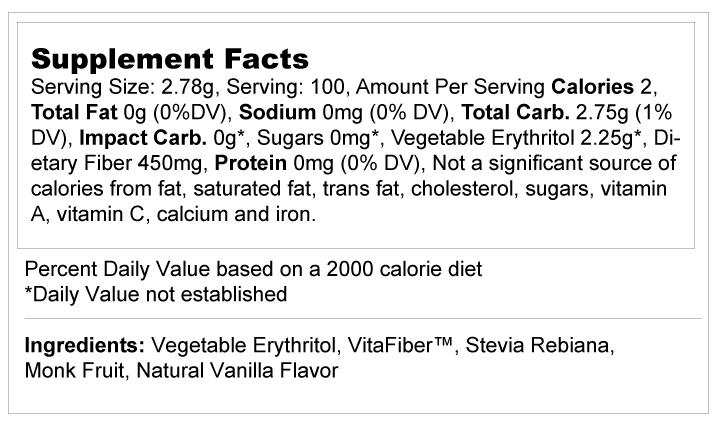 Supplement Facts
Serving Size: 2.78g, Serving: 100, Amount Per Serving Calories 2,
Total Fat 0g (0%DV), Sodium 0mg (0% DV), Total Carb. 2.75g (1%
DV), Impact Carb. 0g*, Sugars 0mg*, Vegetable Erythritol 2.25g*, Di-
etary Fiber 450mg, Protein 0mg (0% DV), Not a significant source of
calories from fat, saturated fat, trans fat, cholesterol, sugars, vitamin
A, vitamin C, calcium and iron.
Percent Daily Value based on a 2000 calorie diet
*Daily Value not established
Ingredients: Vegetable Erythritol, VitaFiber™, Stevia Rebiana,
Monk Fruit, Natural Vanilla Flavor